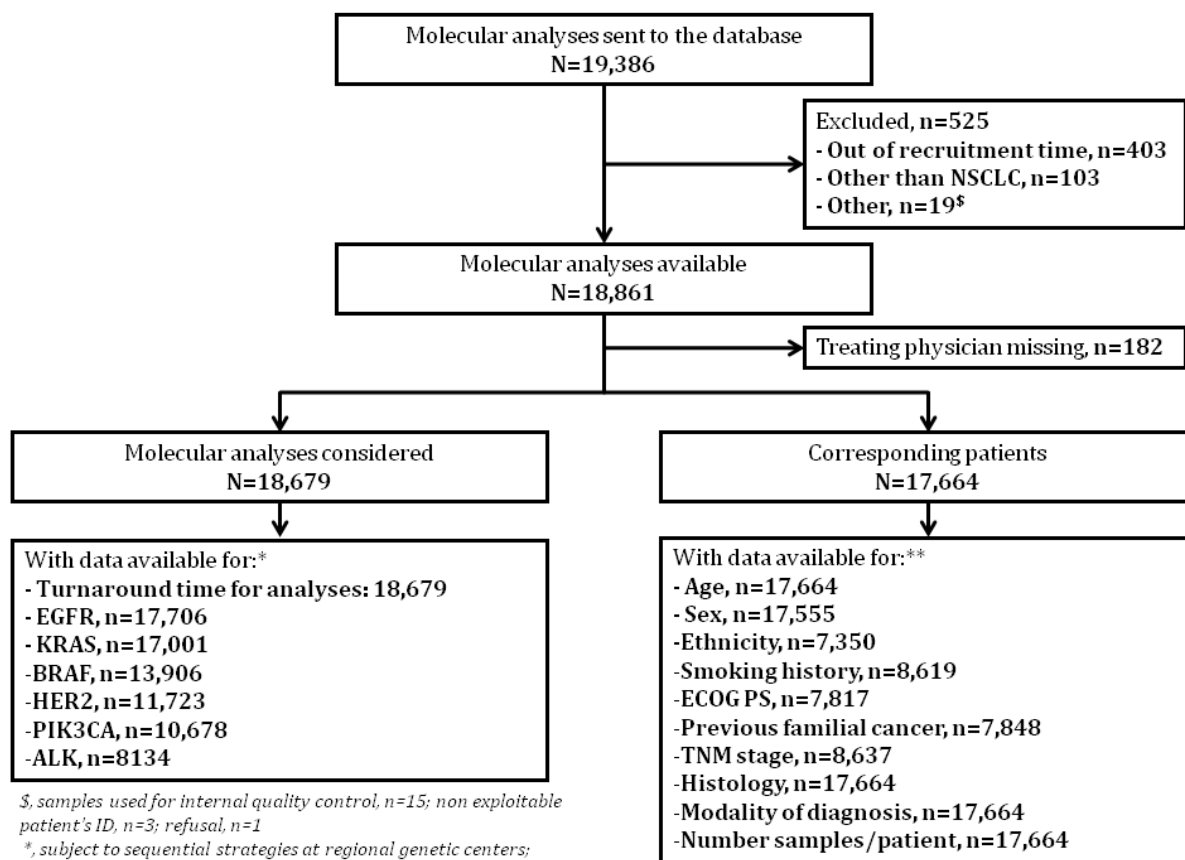 Molecular analyses sent to the database
N=19,386
Excluded, n=525
- Out of recruitment time, n=403
- Other than NSCLC, n=103
- Other, n=19$
Molecular analyses available
N=18,861
Treating physician missing, n=182
Molecular analyses considered
N=18,679
Corresponding patients
N=17,664
With data available for:*
- Turnaround time for analyses: 18,679
- EGFR, n=17,706
- KRAS, n=17,001
-BRAF, n=13,906
-HER2, n=11,723
-PIK3CA, n=10,678
-ALK, n=8134
With data available for:**
- Age, n=17,664
- Sex, n=17,555
-Ethnicity, n=7,350
-Smoking history, n=8,619
-ECOG PS, n=7,817
-Previous familial cancer, n=7,848
-TNM stage, n=8,637
-Histology, n=17,664
-Modality of diagnosis, n=17,664
-Number samples/patient, n=17,664
$, samples used for internal quality control, n=15; non exploitable
patient's ID, n=3; refusal, n=1
*, subject to sequential strategies at regional genetic centers;